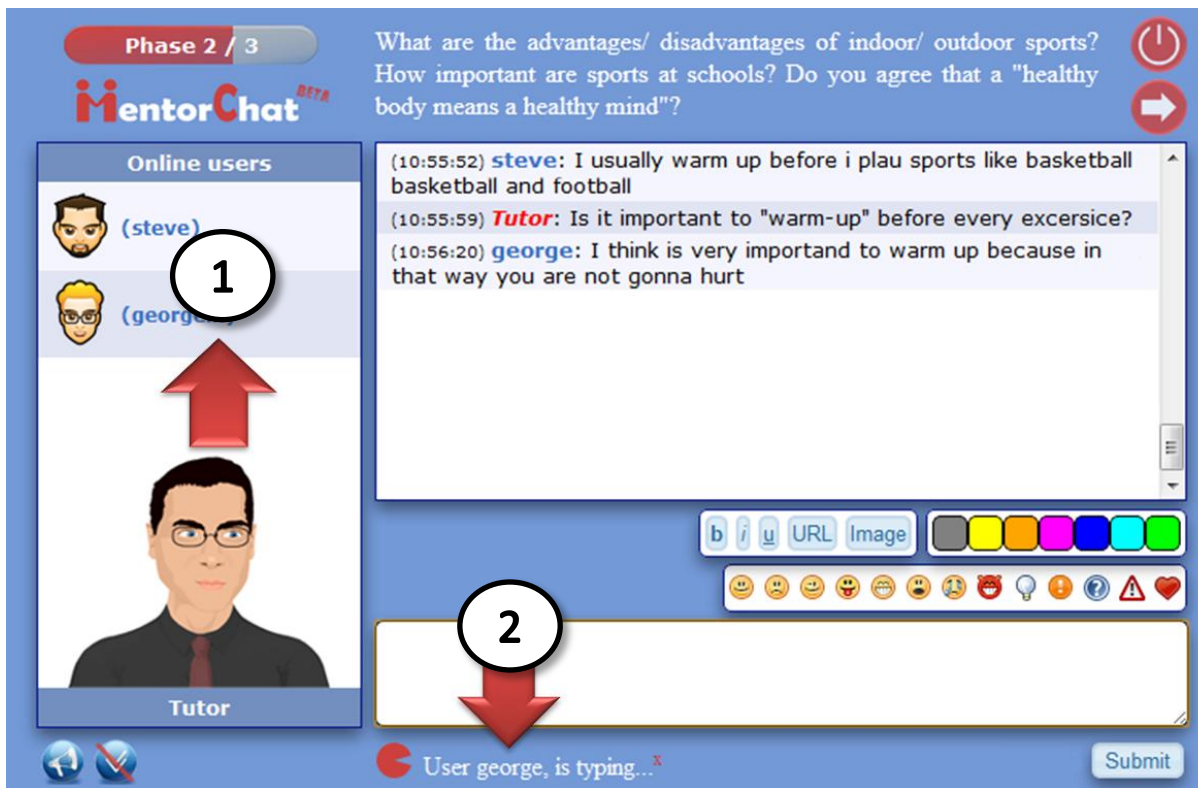 Phase 2 / 3
MentorChat BETA
What are the advantages/ disadvantages of indoor/ outdoor sports?
How important are sports at schools? Do you agree that a "healthy
body means a healthy mind"?
Online users
(steve)
1
(george
(10:55:52) steve: I usually warm up before i plau sports like basketball
basketball and football
(10:55:59) Tutor: Is it important to "warm-up" before every excersice?
(10:56:20) george: I think is very importand to warm up because in
that way you are not gonna hurt
b i u URL Image
2
Tutor
User george, is typing...x
Submit